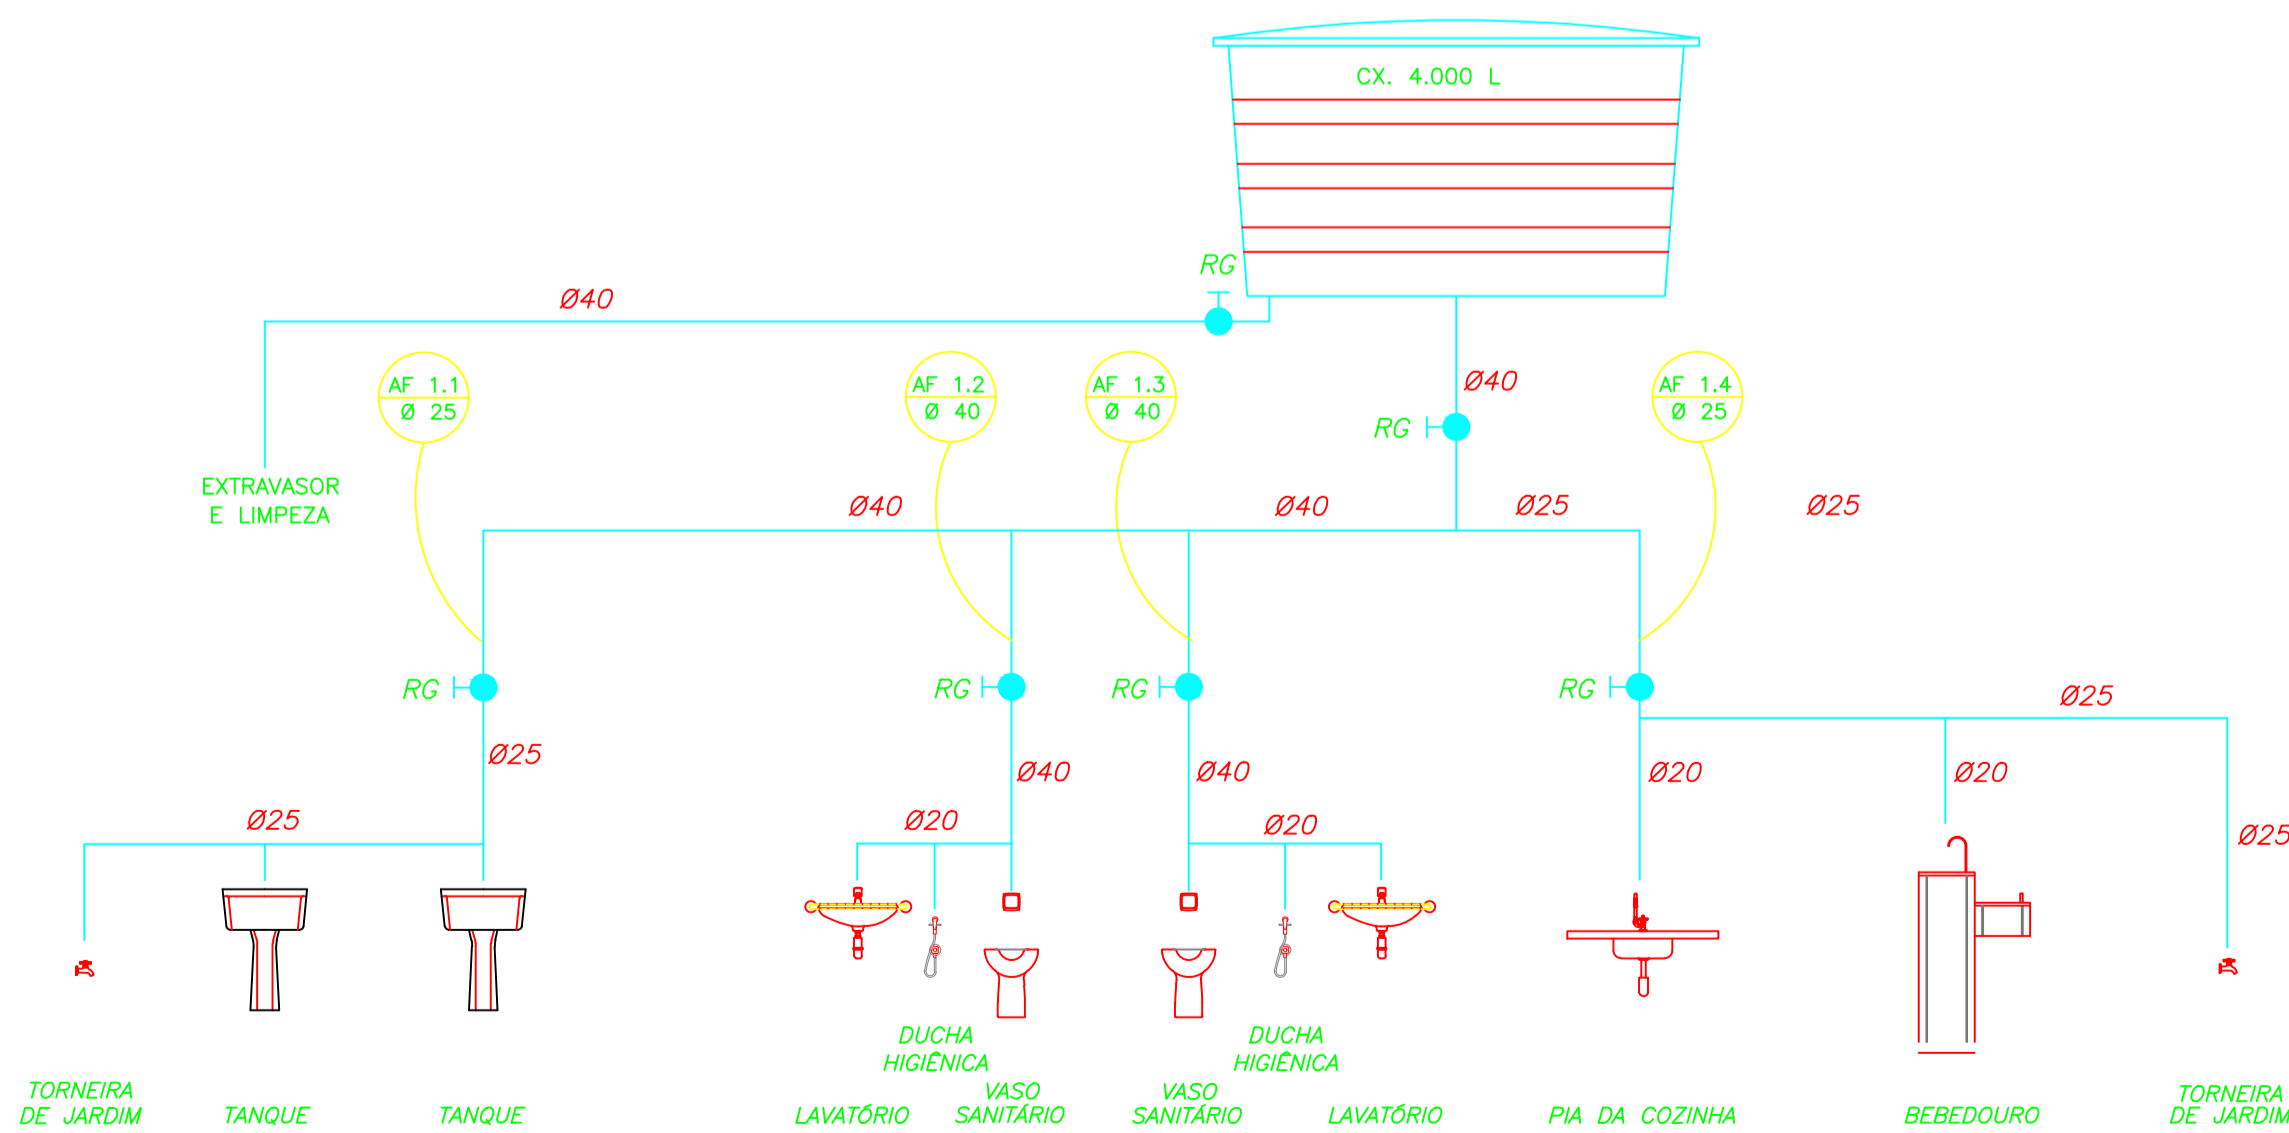 CX. 4.000 L
RG
Ø40
AF 1.1
Ø 25
AF 1.2
Ø 40
AF 1.3
Ø 40
Ø40
AF 1.4
Ø 25
RG
EXTRAVASOR
E LIMPEZA
Ø40
Ø40
Ø25
Ø25
RG
RG
RG
RG
Ø25
Ø25
Ø40
Ø40
Ø20
Ø20
Ø25
Ø20
Ø20
Ø25
DUCHA
HIGIÊNICA
DUCHA
HIGIÊNICA
TORNEIRA
DE JARDIM
TANQUE
TANQUE
LAVATÓRIO
VASO
SANITÁRIO
VASO
SANITÁRIO
LAVATÓRIO
PIA DA COZINHA
BEBEDOURO
TORNEIRA
DE JARDIM